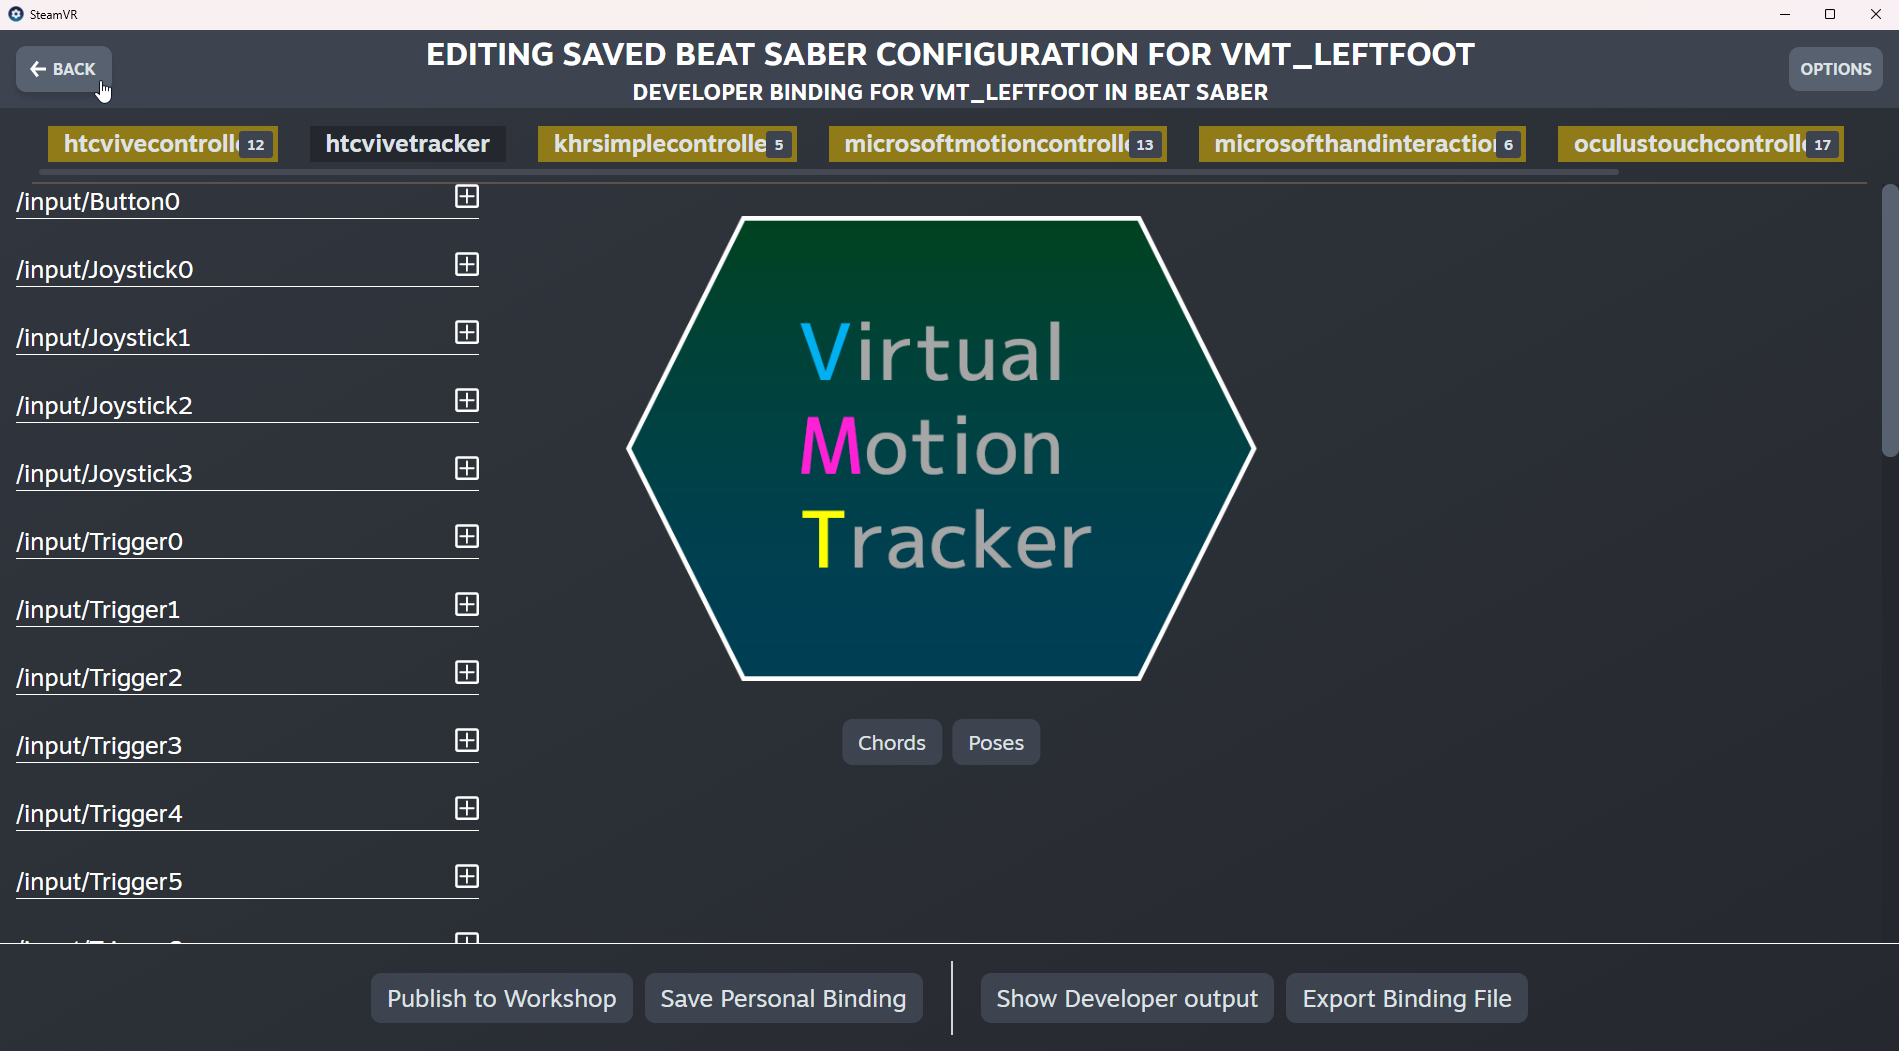 SteamVR
BACK
EDITING SAVED BEAT SABER CONFIGURATION FOR VMT_LEFTFOOT
DEVELOPER BINDING FOR VMT_LEFTFOOT IN BEAT SABER
OPTIONS
htcvivecontroll 12
htcvivetracker
khrsimplecontrolle 5
microsoftmotioncontroll 13
microsofthandinteraction 6
oculustouchcontroll 17
/input/Button0
/input/Joystick0
/input/Joystick1
/input/Joystick2
/input/Joystick3
/input/Trigger0
/input/Trigger1
/input/Trigger2
/input/Trigger3
/input/Trigger4
/input/Trigger5
Virtual
Motion
Tracker
Chords
Poses
Publish to Workshop
Save Personal Binding
Show Developer output
Export Binding File